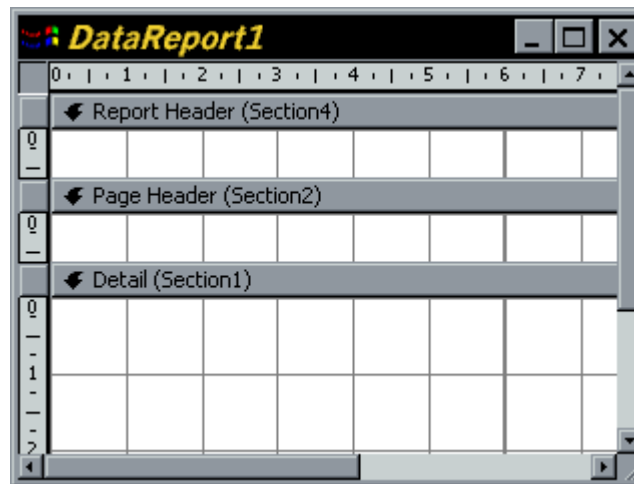 DataReport1
0 1 2 3 4 5 6 7
Report Header (Section4)
0
Page Header (Section2)
0
Detail (Section1)
0
1
2